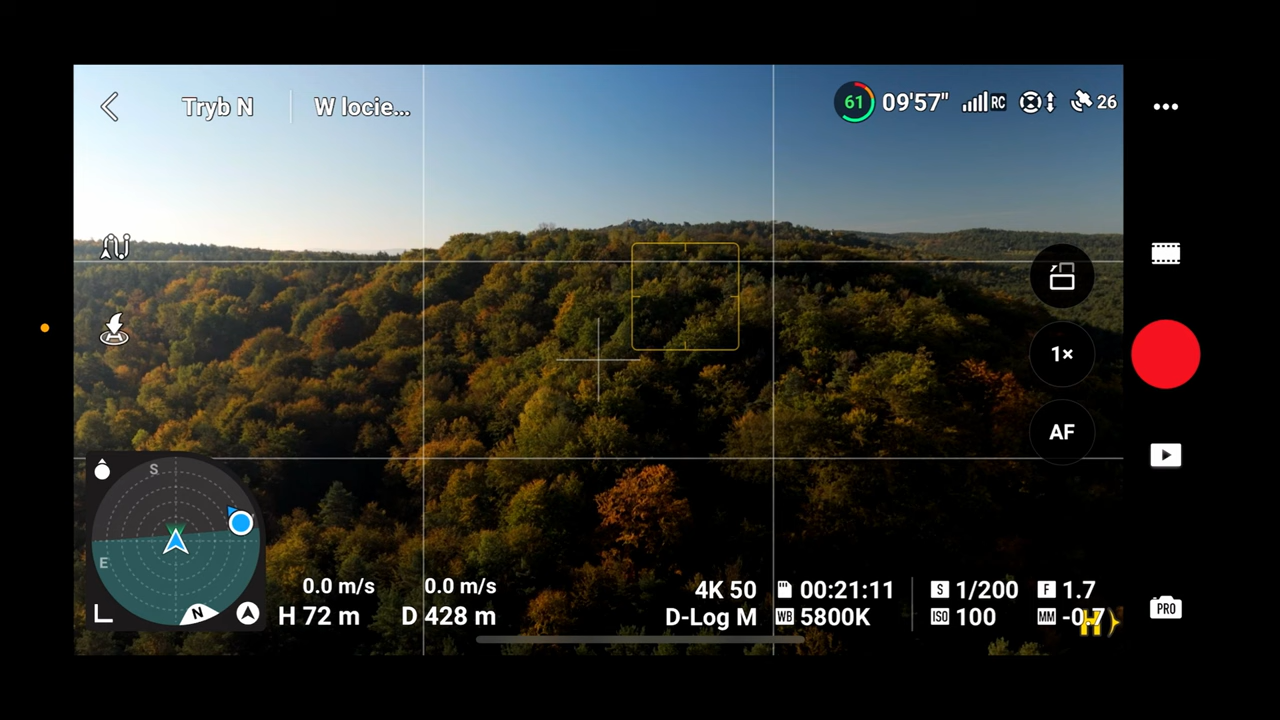 Tryb N W locie...
61 09'57" RC 26
1×
AF
S
E
N
0.0 m/s 0.0 m/s
H 72 m D 428 m
4K 50 00:21:11 S 1/200 F 1.7
D-Log M WB 5800K ISO 100 MM -0.7
H
PRO